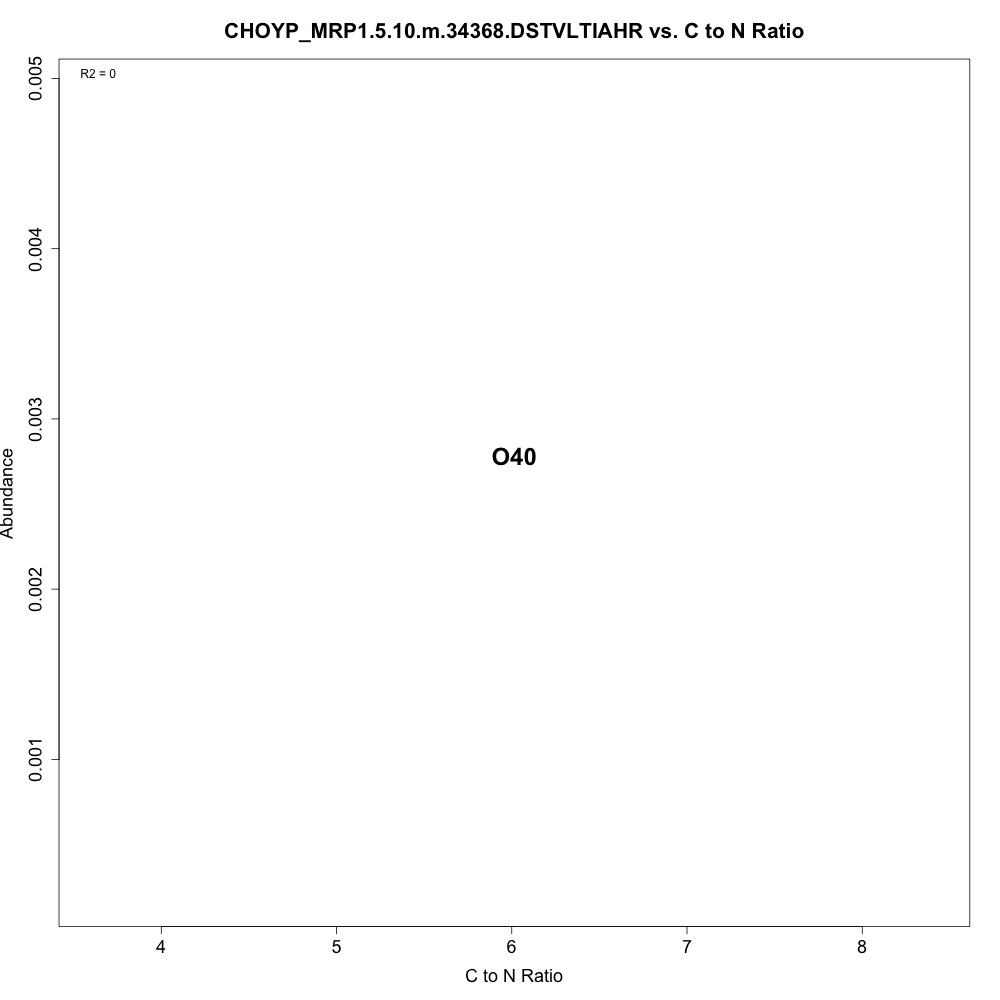 CHOYP_MRP1.5.10.m.34368.DSTVLTIAHR vs. C to N Ratio
R2 = 0
0.005
0.004
0.003
0.002
0.001
Abundance
O40
4 5 6 7 8
C to N Ratio